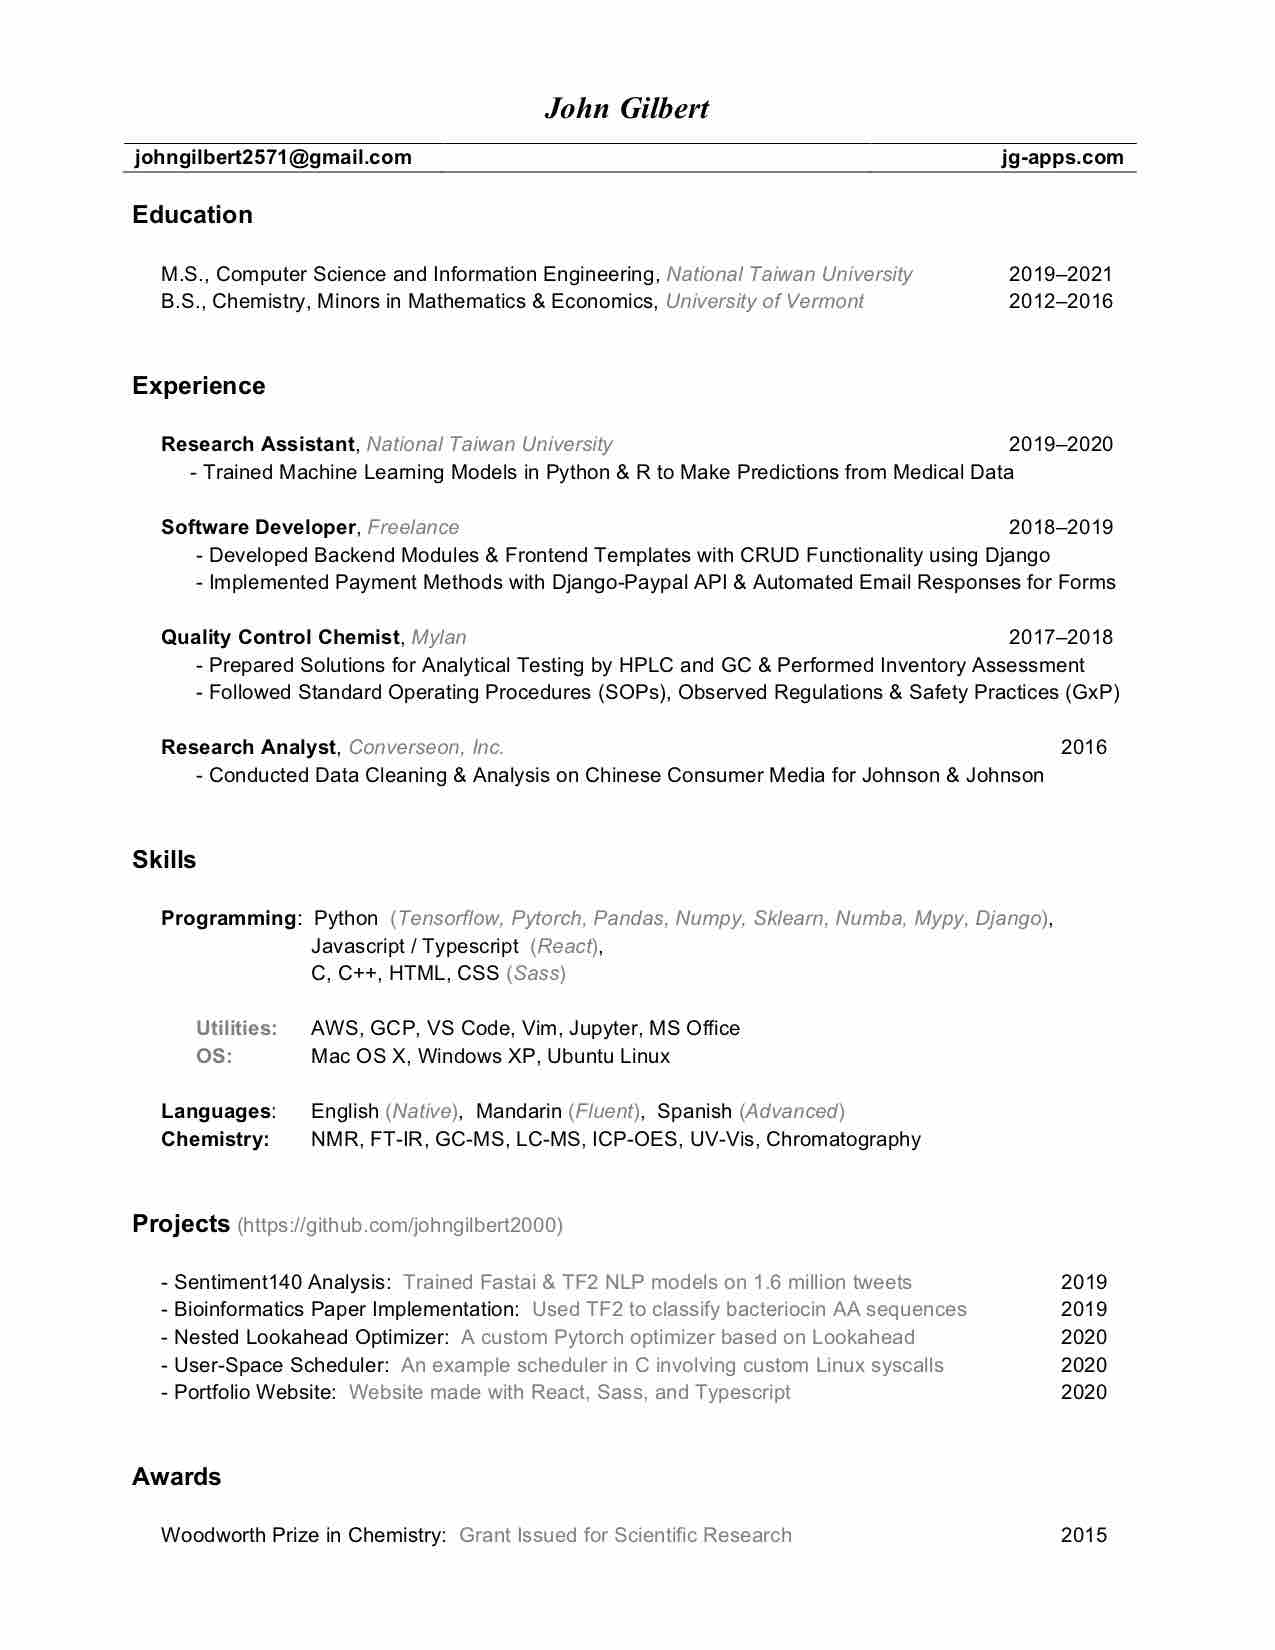 John Gilbert
johngilbert2571@gmail.com jg-apps.com
Education
M.S., Computer Science and Information Engineering, National Taiwan University 2019–2021
B.S., Chemistry, Minors in Mathematics & Economics, University of Vermont 2012–2016
Experience
Research Assistant, National Taiwan University 2019–2020
- Trained Machine Learning Models in Python & R to Make Predictions from Medical Data
Software Developer, Freelance 2018–2019
- Developed Backend Modules & Frontend Templates with CRUD Functionality using Django
- Implemented Payment Methods with Django-Paypal API & Automated Email Responses for Forms
Quality Control Chemist, Mylan 2017–2018
- Prepared Solutions for Analytical Testing by HPLC and GC & Performed Inventory Assessment
- Followed Standard Operating Procedures (SOPs), Observed Regulations & Safety Practices (GxP)
Research Analyst, Converseon, Inc. 2016
- Conducted Data Cleaning & Analysis on Chinese Consumer Media for Johnson & Johnson
Skills
Programming: Python (Tensorflow, Pytorch, Pandas, Numpy, Sklearn, Numba, Mypy, Django),
Javascript / Typescript (React),
C, C++, HTML, CSS (Sass)
Utilities: AWS, GCP, VS Code, Vim, Jupyter, MS Office
OS: Mac OS X, Windows XP, Ubuntu Linux
Languages: English (Native), Mandarin (Fluent), Spanish (Advanced)
Chemistry: NMR, FT-IR, GC-MS, LC-MS, ICP-OES, UV-Vis, Chromatography
Projects (https://github.com/johngilbert2000)
- Sentiment140 Analysis: Trained Fastai & TF2 NLP models on 1.6 million tweets 2019
- Bioinformatics Paper Implementation: Used TF2 to classify bacteriocin AA sequences 2019
- Nested Lookahead Optimizer: A custom Pytorch optimizer based on Lookahead 2020
- User-Space Scheduler: An example scheduler in C involving custom Linux syscalls 2020
- Portfolio Website: Website made with React, Sass, and Typescript 2020
Awards
Woodworth Prize in Chemistry: Grant Issued for Scientific Research 2015